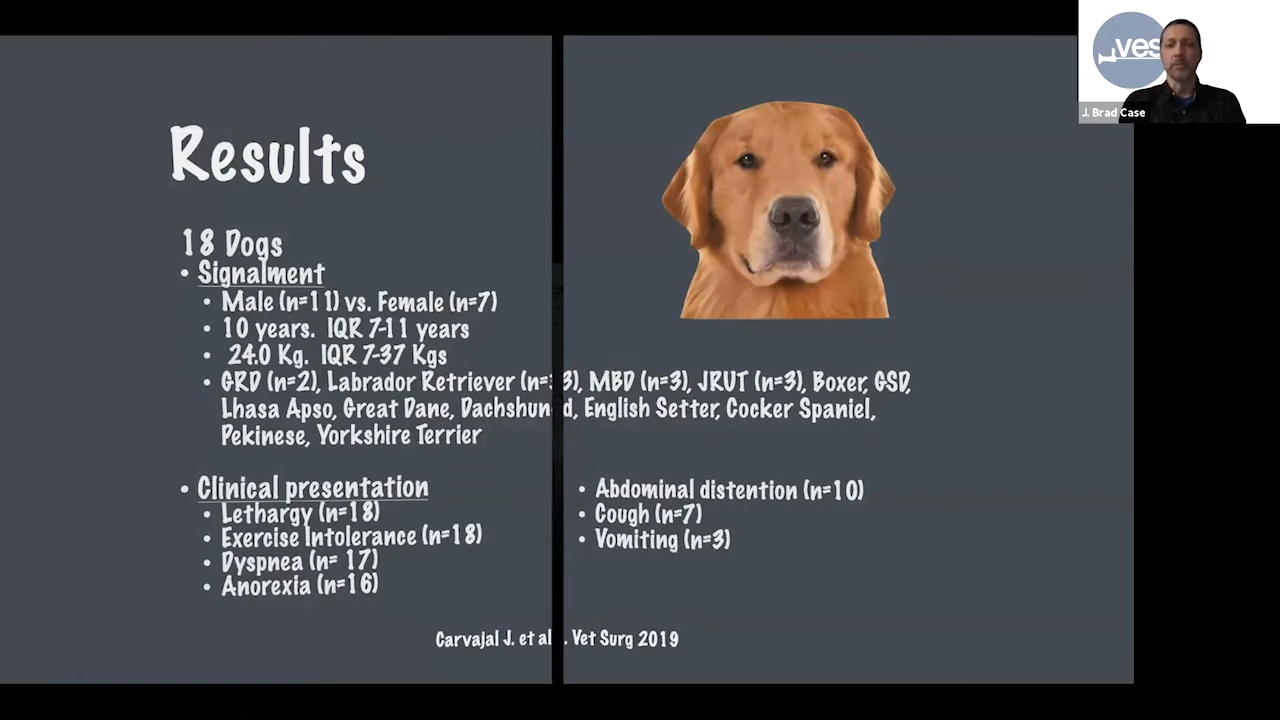 .ves
J. Brad Case
Results
18 Dogs
• Signalment
• Male (n=11) vs. Female (n=7)
• 10 years. IQR 7-11 years
• 24.0 Kg. IQR 7-37 Kgs
• GRD (n=2), Labrador Retriever (n=3), MBD (n=3), JRUT (n=3), Boxer, GSD,
Lhasa Apso, Great Dane, Dachshund, English Setter, Cocker Spaniel,
Pekinese, Yorkshire Terrier
• Clinical presentation
• Lethargy (n=18)
• Exercise Intolerance (n=18)
• Dyspnea (n= 17)
• Anorexia (n=16)
• Abdominal distention (n=10)
• Cough (n=7)
• Vomiting (n=3)
Carvajal J. et al. Vet Surg 2019